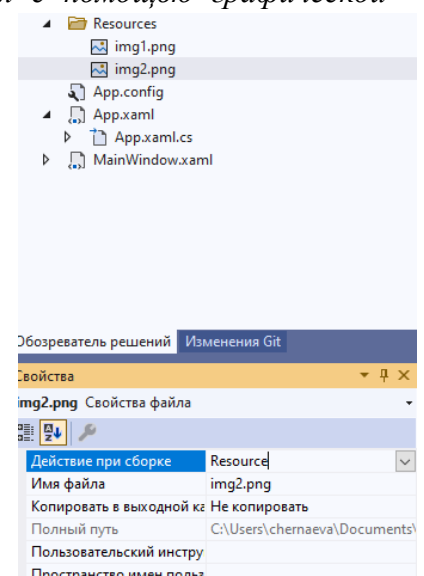 с помощью графической
Resources
img1.png
img2.png
App.config
App.xaml
App.xaml.cs
MainWindow.xaml
Обозреватель решений Изменения Git
Свойства
img2.png Свойства файла
Действие при сборке Resource
Имя файла img2.png
Копировать в выходной ка Не копировать
Полный путь C:\Users\chernaeva\Documents\
Пользовательский инстру
Пространство имен польз